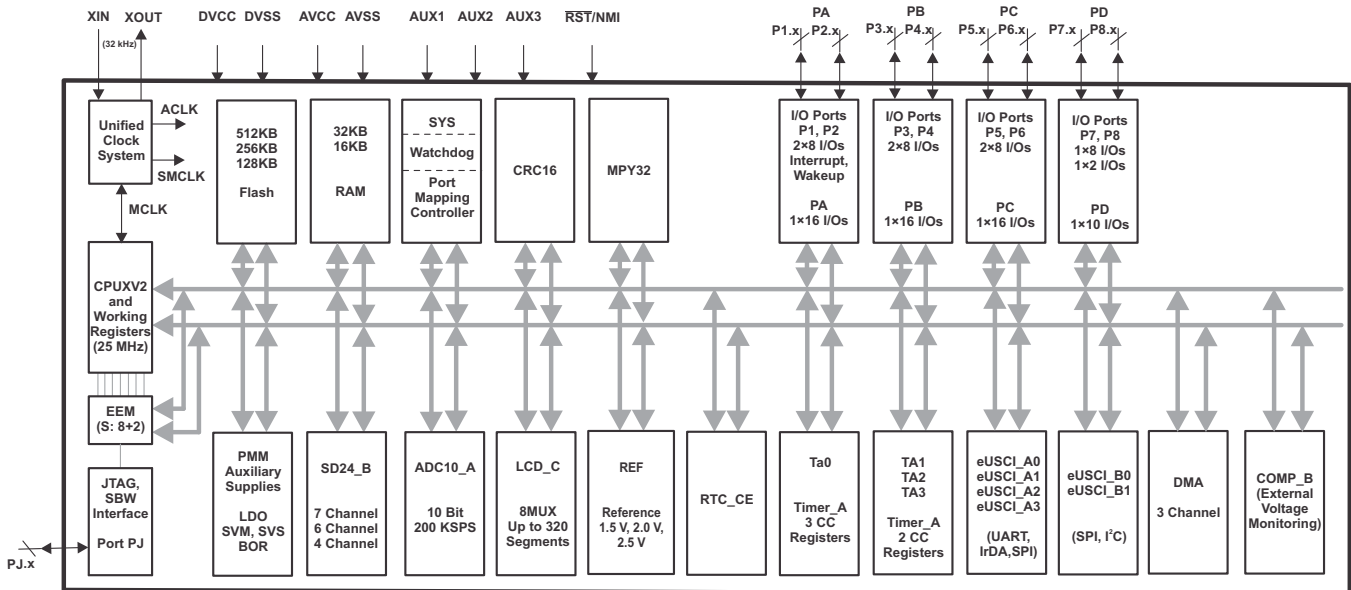 XIN
XOUT
(32 kHz)
DVCC
DVSS
AVCC
AVSS
AUX1
AUX2
AUX3
RST/NMI
PA
P1.x
P2.x
PB
P3.x
P4.x
PC
P5.x
P6.x
PD
P7.x
P8.x
Unified
Clock
System
ACLK
SMCLK
MCLK
512KB
256KB
128KB
Flash
32KB
16KB
RAM
SYS
Watchdog
Port
Mapping
Controller
CRC16
MPY32
I/O Ports
P1, P2
2×8 I/Os
Interrupt,
Wakeup
PA
1×16 I/Os
I/O Ports
P3, P4
2×8 I/Os
PB
1×16 I/Os
I/O Ports
P5, P6
2×8 I/Os
PC
1×16 I/Os
I/O Ports
P7, P8
1×8 I/Os
1×2 I/Os
PD
1×10 I/Os
CPUXV2
and
Working
Registers
(25 MHz)
EEM
(S: 8+2)
JTAG,
SBW
Interface
Port PJ
PJ.x
PMM
Auxiliary
Supplies
LDO
SVM, SVS
BOR
SD24_B
7 Channel
6 Channel
4 Channel
ADC10_A
10 Bit
200 KSPS
LCD_C
8MUX
Up to 320
Segments
REF
Reference
1.5 V, 2.0 V,
2.5 V
RTC_CE
Ta0
Timer_A
3 CC
Registers
TA1
TA2
TA3
Timer_A
2 CC
Registers
eUSCI_A0
eUSCI_A1
eUSCI_A2
eUSCI_A3
(UART,
IrDA,SPI)
eUSCI_B0
eUSCI_B1
(SPI, I²C)
DMA
3 Channel
COMP_B
(External
Voltage
Monitoring)